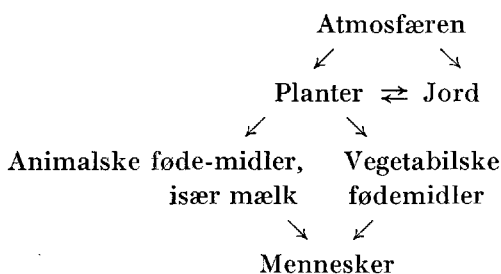 Atmosfæren
Planter ⇄ Jord
Animalske føde-midler, Vegetabilske
især mælk fødemidler
Mennesker